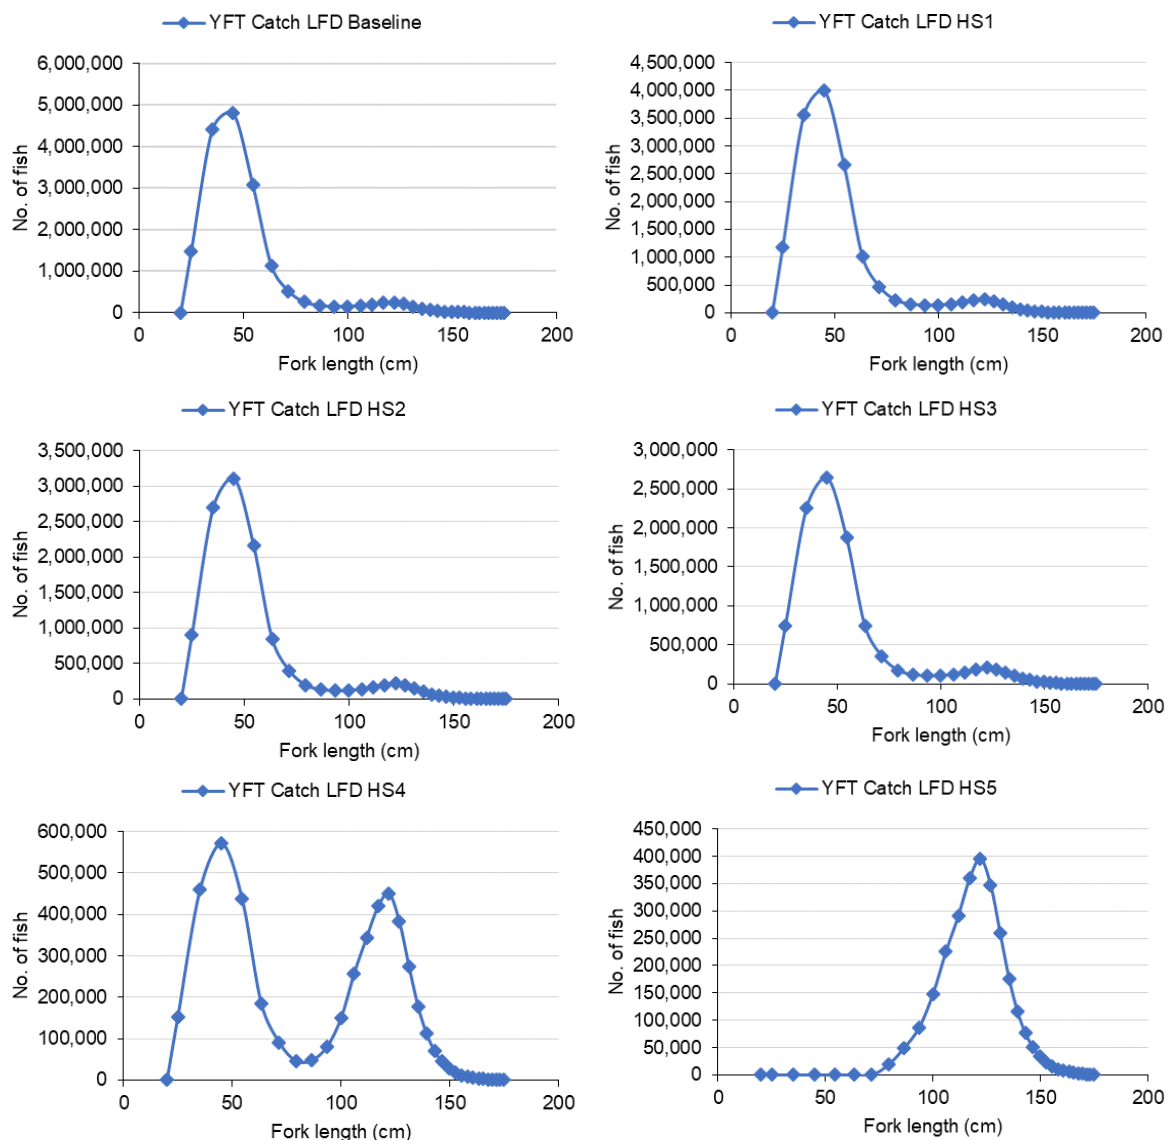 YFT Catch LFD Baseline
6,000,000
5,000,000
4,000,000
3,000,000
2,000,000
1,000,000
0
No. of fish
0 50 100 150 200
Fork length (cm)
YFT Catch LFD HS1
4,500,000
4,000,000
3,500,000
3,000,000
2,500,000
2,000,000
1,500,000
1,000,000
500,000
0
No. of fish
0 50 100 150 200
Fork length (cm)
YFT Catch LFD HS2
3,500,000
3,000,000
2,500,000
2,000,000
1,500,000
1,000,000
500,000
0
No. of fish
0 50 100 150 200
Fork length (cm)
YFT Catch LFD HS3
3,000,000
2,500,000
2,000,000
1,500,000
1,000,000
500,000
0
No. of fish
0 50 100 150 200
Fork length (cm)
YFT Catch LFD HS4
600,000
500,000
400,000
300,000
200,000
100,000
0
No. of fish
0 50 100 150 200
Fork length (cm)
YFT Catch LFD HS5
450,000
400,000
350,000
300,000
250,000
200,000
150,000
100,000
50,000
0
No. of fish
0 50 100 150 200
Fork length (cm)